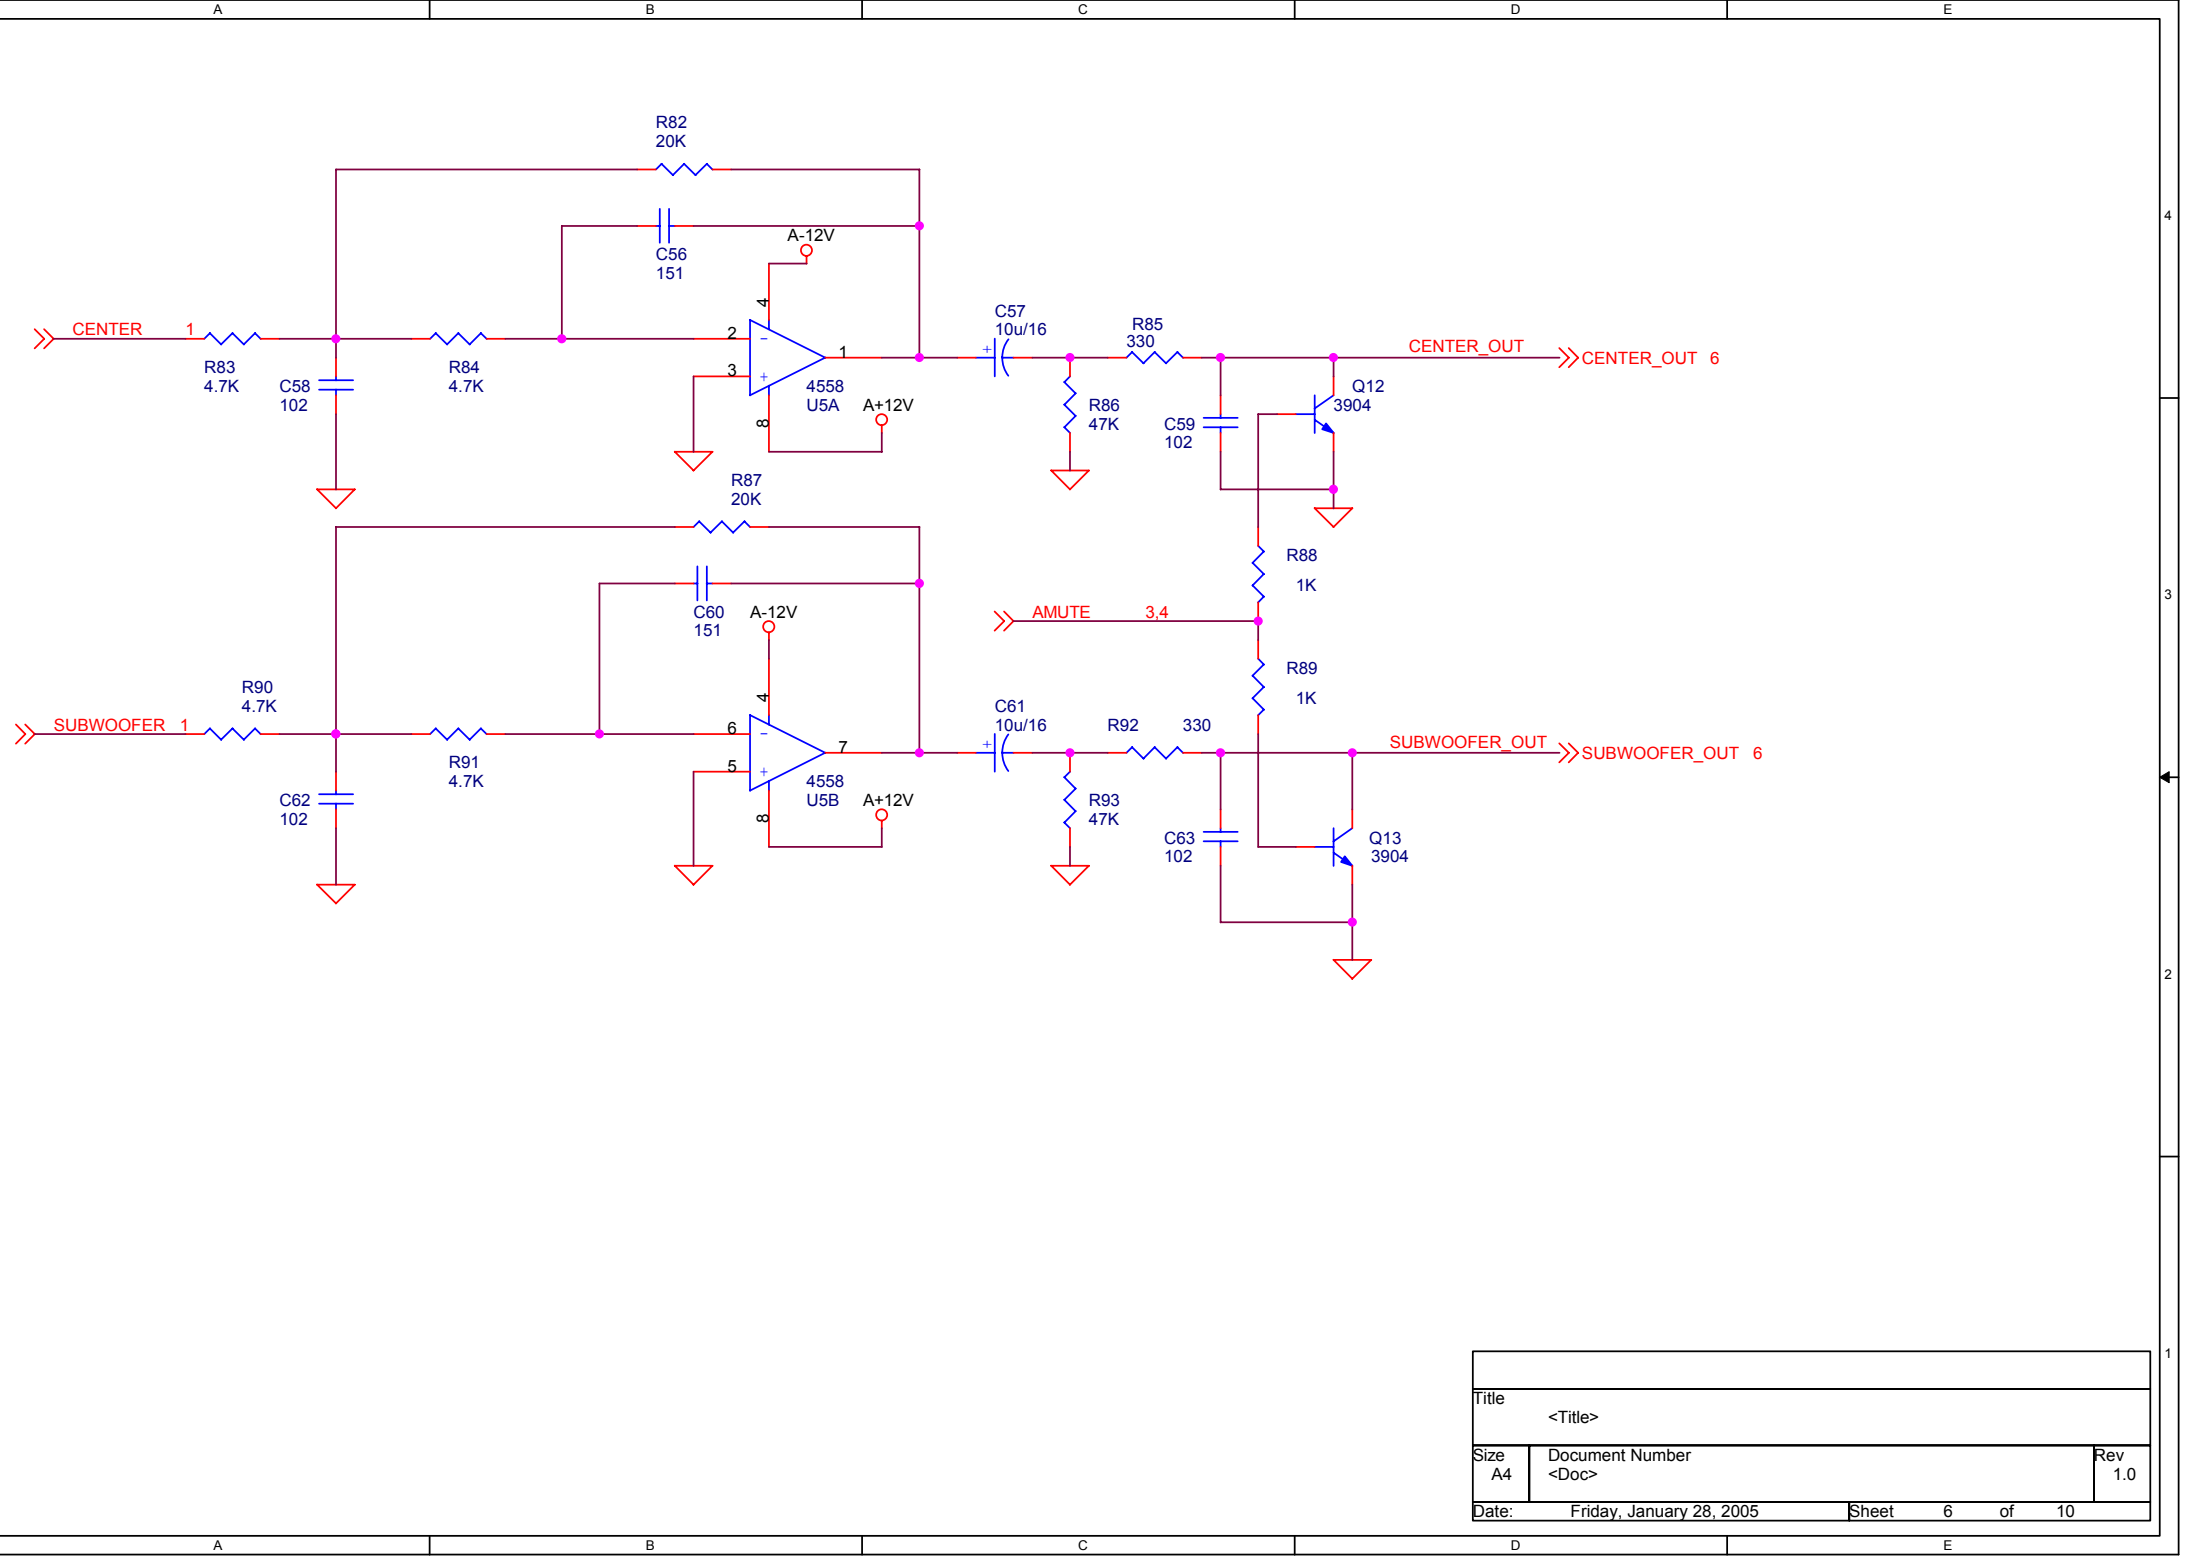 A B C D E
R82
20K
C56
151
A-12V
4
CENTER 1
R83
4.7K
C58
102
R84
4.7K
2
3
4
8
1
4558
U5A
A+12V
C57
10u/16
R85
330
R86
47K
C59
102
CENTER_OUT
CENTER_OUT 6
Q12
3904
R87
20K
R88
1K
C60
151
A-12V
AMUTE 3,4
3
R89
1K
SUBWOOFER 1
R90
4.7K
C62
102
R91
4.7K
6
5
4
8
7
4558
U5B
A+12V
C61
10u/16
R92 330
R93
47K
C63
102
SUBWOOFER_OUT
SUBWOOFER_OUT 6
Q13
3904
2
1
Title
<Title>
Size
A4
Document Number
<Doc>
Rev
1.0
Date: Friday, January 28, 2005 Sheet 6 of 10
A B C D E